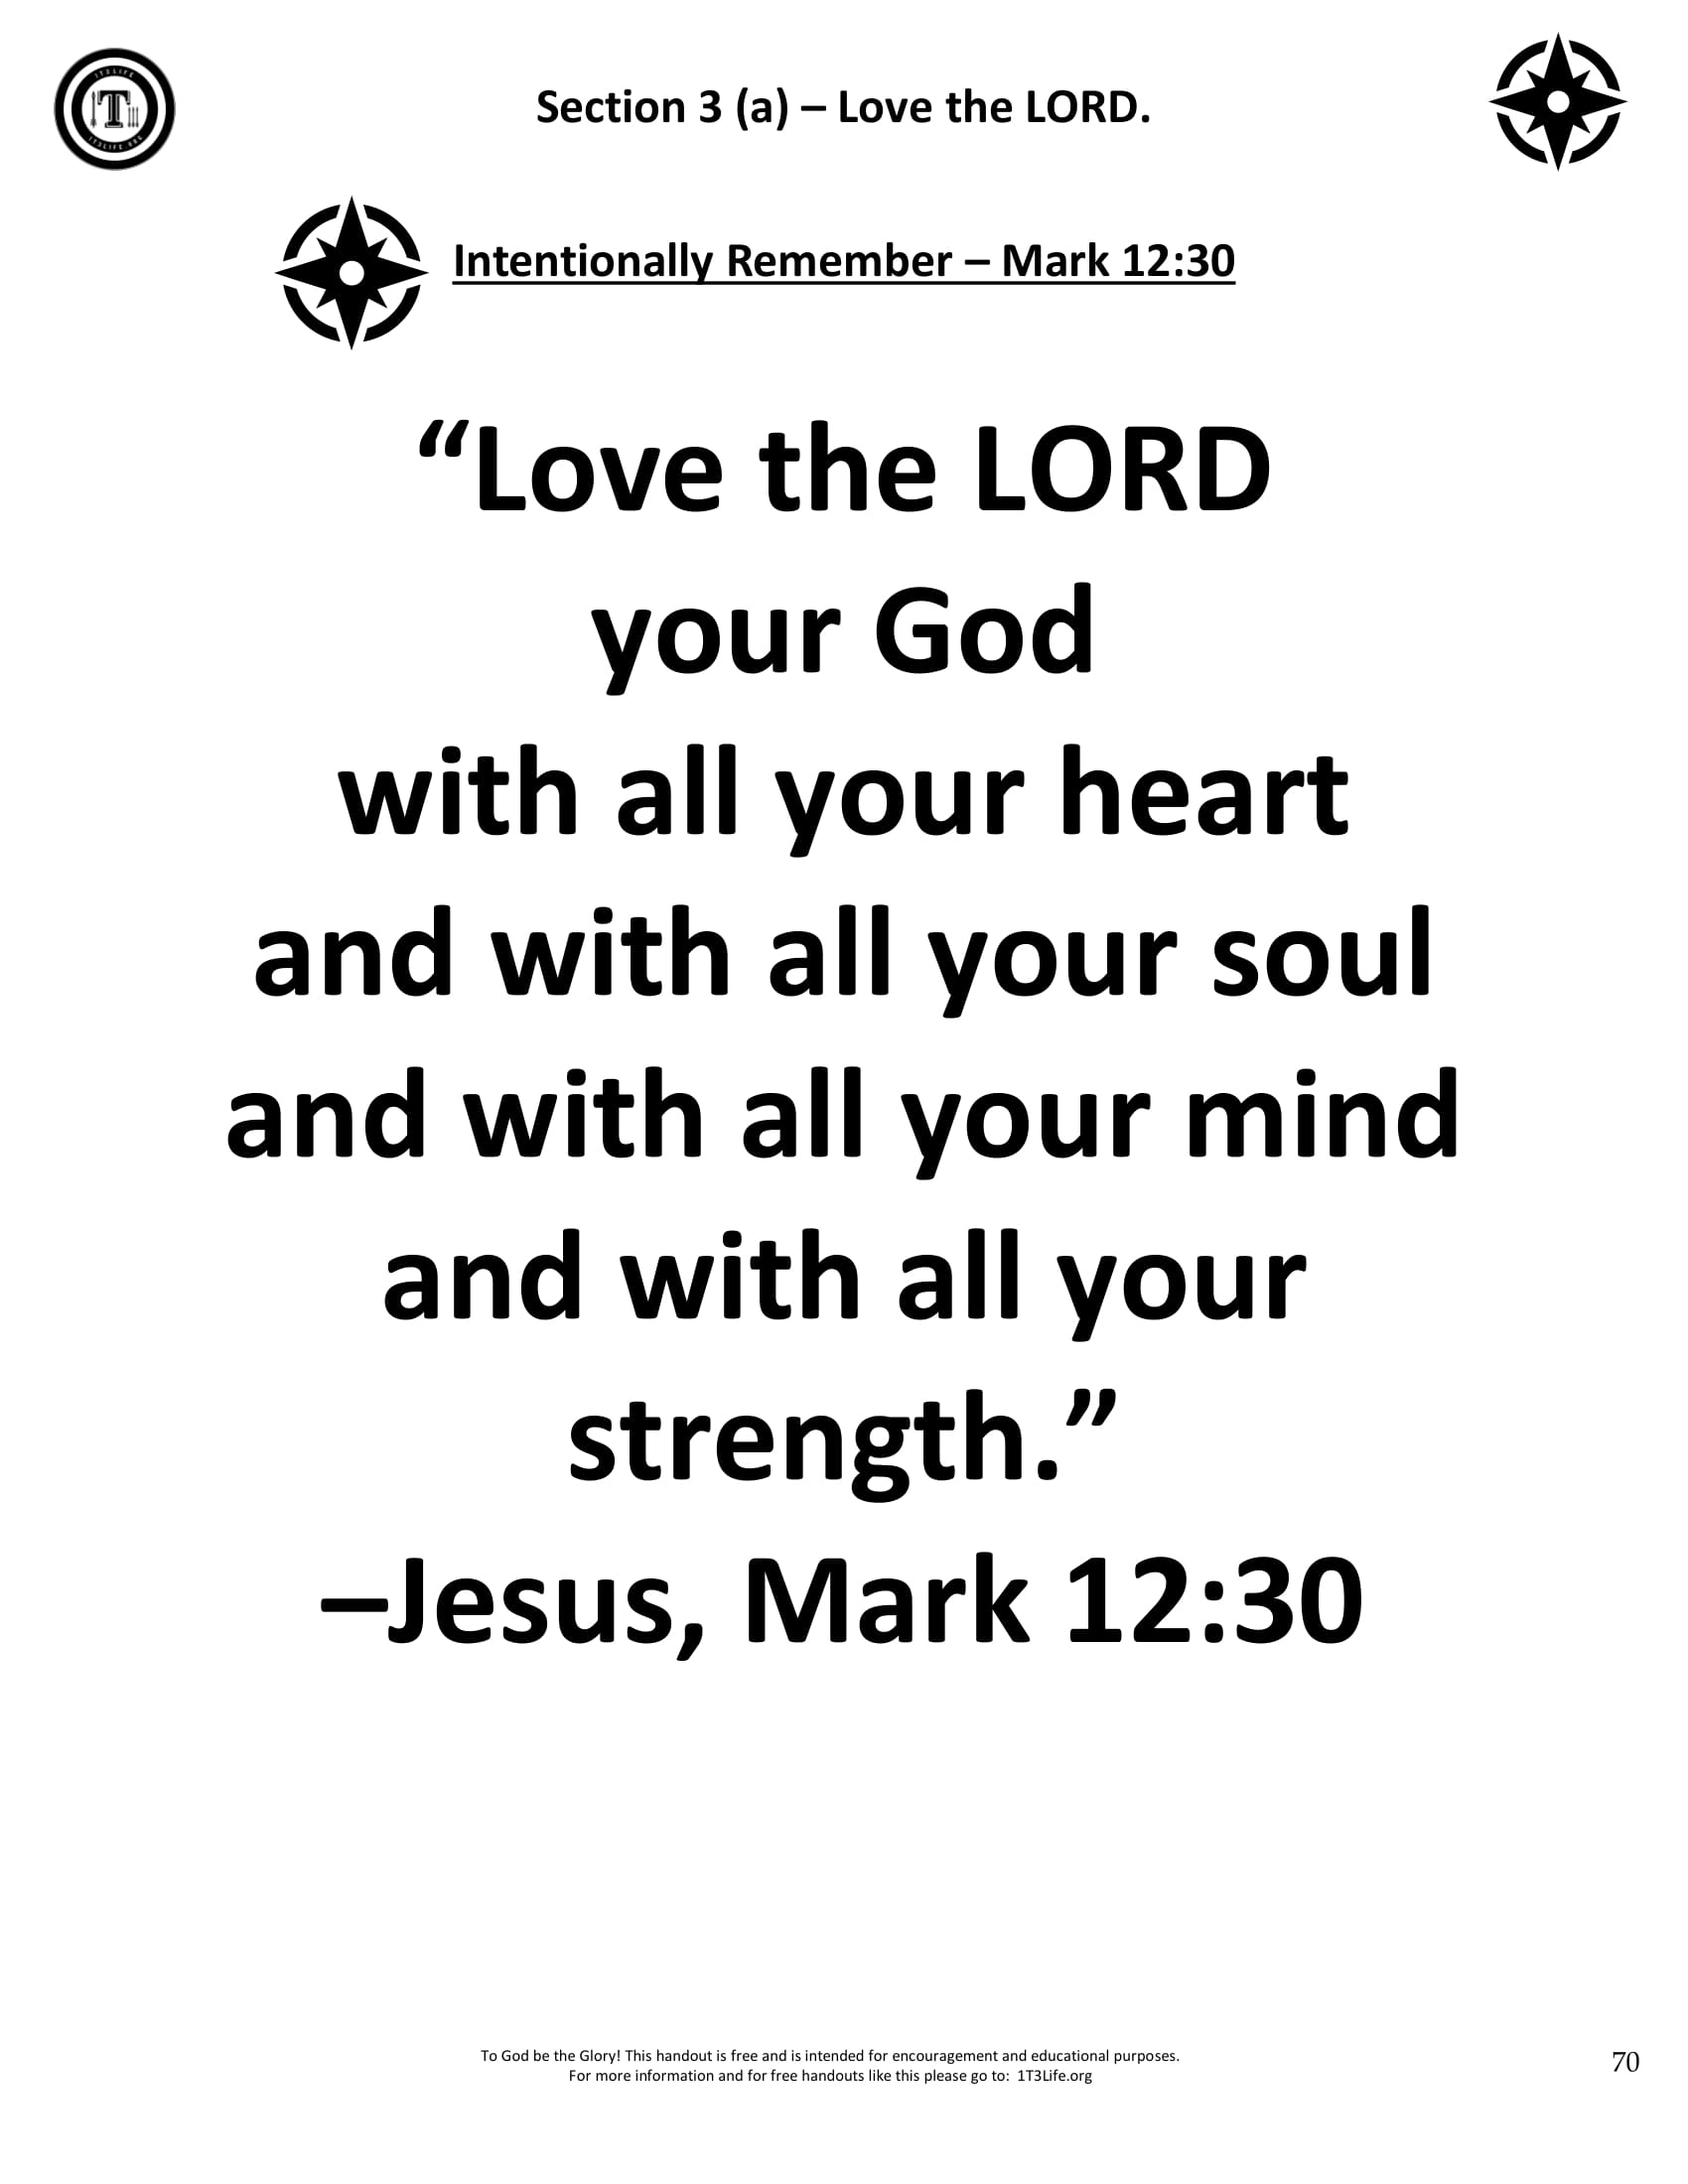 1T3LIFE
T
1T3LIFE.ORG
Section 3 (a) – Love the LORD.
Intentionally Remember – Mark 12:30
“Love the LORD
your God
with all your heart
and with all your soul
and with all your mind
and with all your
strength.”
–Jesus, Mark 12:30
To God be the Glory! This handout is free and is intended for encouragement and educational purposes.
For more information and for free handouts like this please go to:  1T3Life.org
70